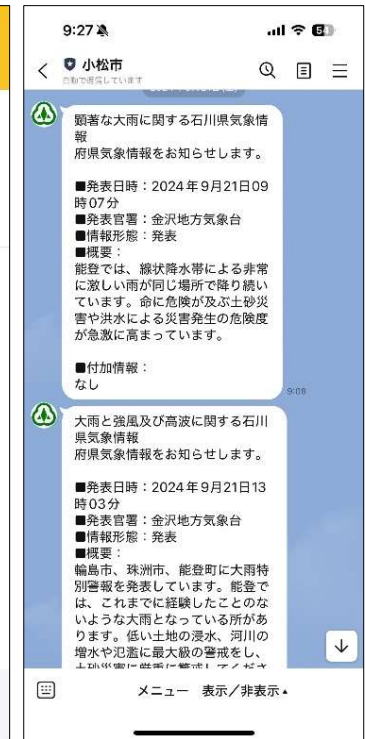 9:27
54
小松市
自動で返信しています
顕著な大雨に関する石川県気象情
報
府県気象情報をお知らせします。
■発表日時：2024年9月21日09
時07分
■発表官署：金沢地方気象台
■情報形態：発表
■概要：
能登では、線状降水帯による非常
に激しい雨が同じ場所で降り続い
ています。命に危険が及ぶ土砂災
害や洪水による災害発生の危険度
が急激に高まっています。
■付加情報：
なし
9:08
大雨と強風及び高波に関する石川
県気象情報
府県気象情報をお知らせします。
■発表日時：2024年9月21日13
時03分
■発表官署：金沢地方気象台
■情報形態：発表
■概要：
輪島市、珠洲市、能登町に大雨特
別警報を発表しています。能登で
は、これまでに経験したことのな
いような大雨となっている所があ
ります。低い土地の浸水、河川の
増水や氾濫に最大級の警戒をし、
土砂災害に厳重に警戒してくださ
メニュー 表示/非表示▲